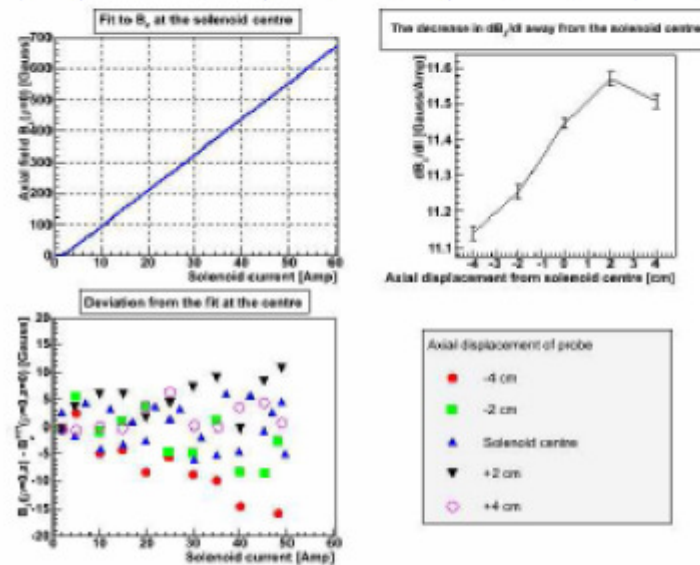 Fit to Bz at the solenoid centre
Axial field Bz(ρ=0) [Gauss]
700
600
500
400
300
200
100
0
0 10 20 30 40 50 60
Solenoid current [Amp]
The decrease in dBz/dI away from the solenoid centre
dBz/dI [Gauss/Amp]
11.6
11.5
11.4
11.3
11.2
11.1
-4 -3 -2 -1 0 1 2 3 4
Axial displacement from solenoid centre [cm]
Deviation from the fit at the centre
20
15
10
5
0
-5
-10
-15
-20
0 10 20 30 40 50 60
Solenoid current [Amp]
Axial displacement of probe
-4 cm
-2 cm
Solenoid centre
+2 cm
+4 cm